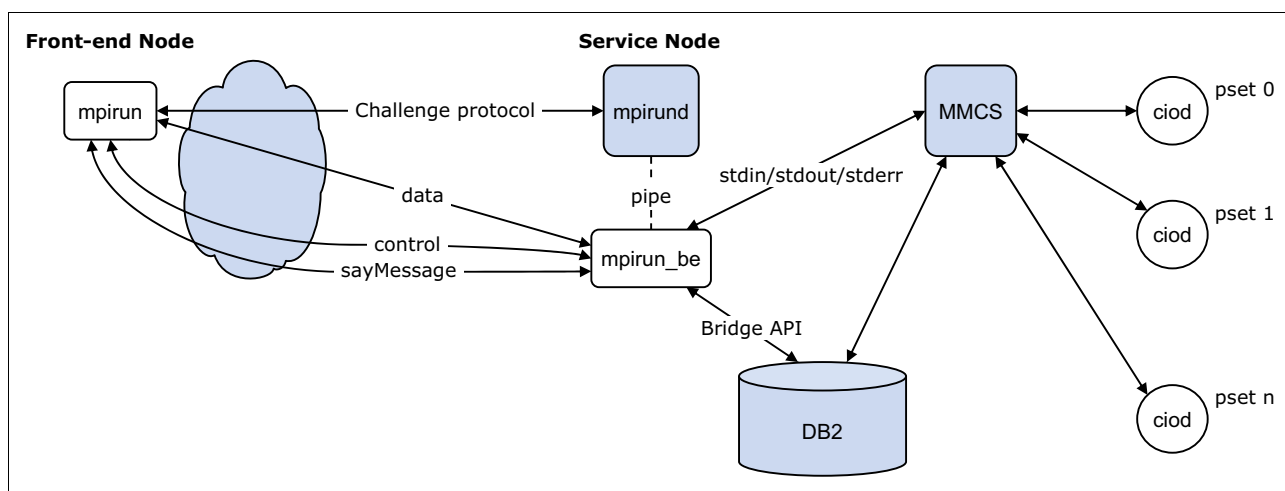 Front-end Node
Service Node
mpirun
Challenge protocol
mpirund
MMCS
ciod
pset 0
stdin/stdout/stderr
data
pipe
pset 1
ciod
control
mpirun_be
sayMessage
Bridge API
pset n
ciod
DB2